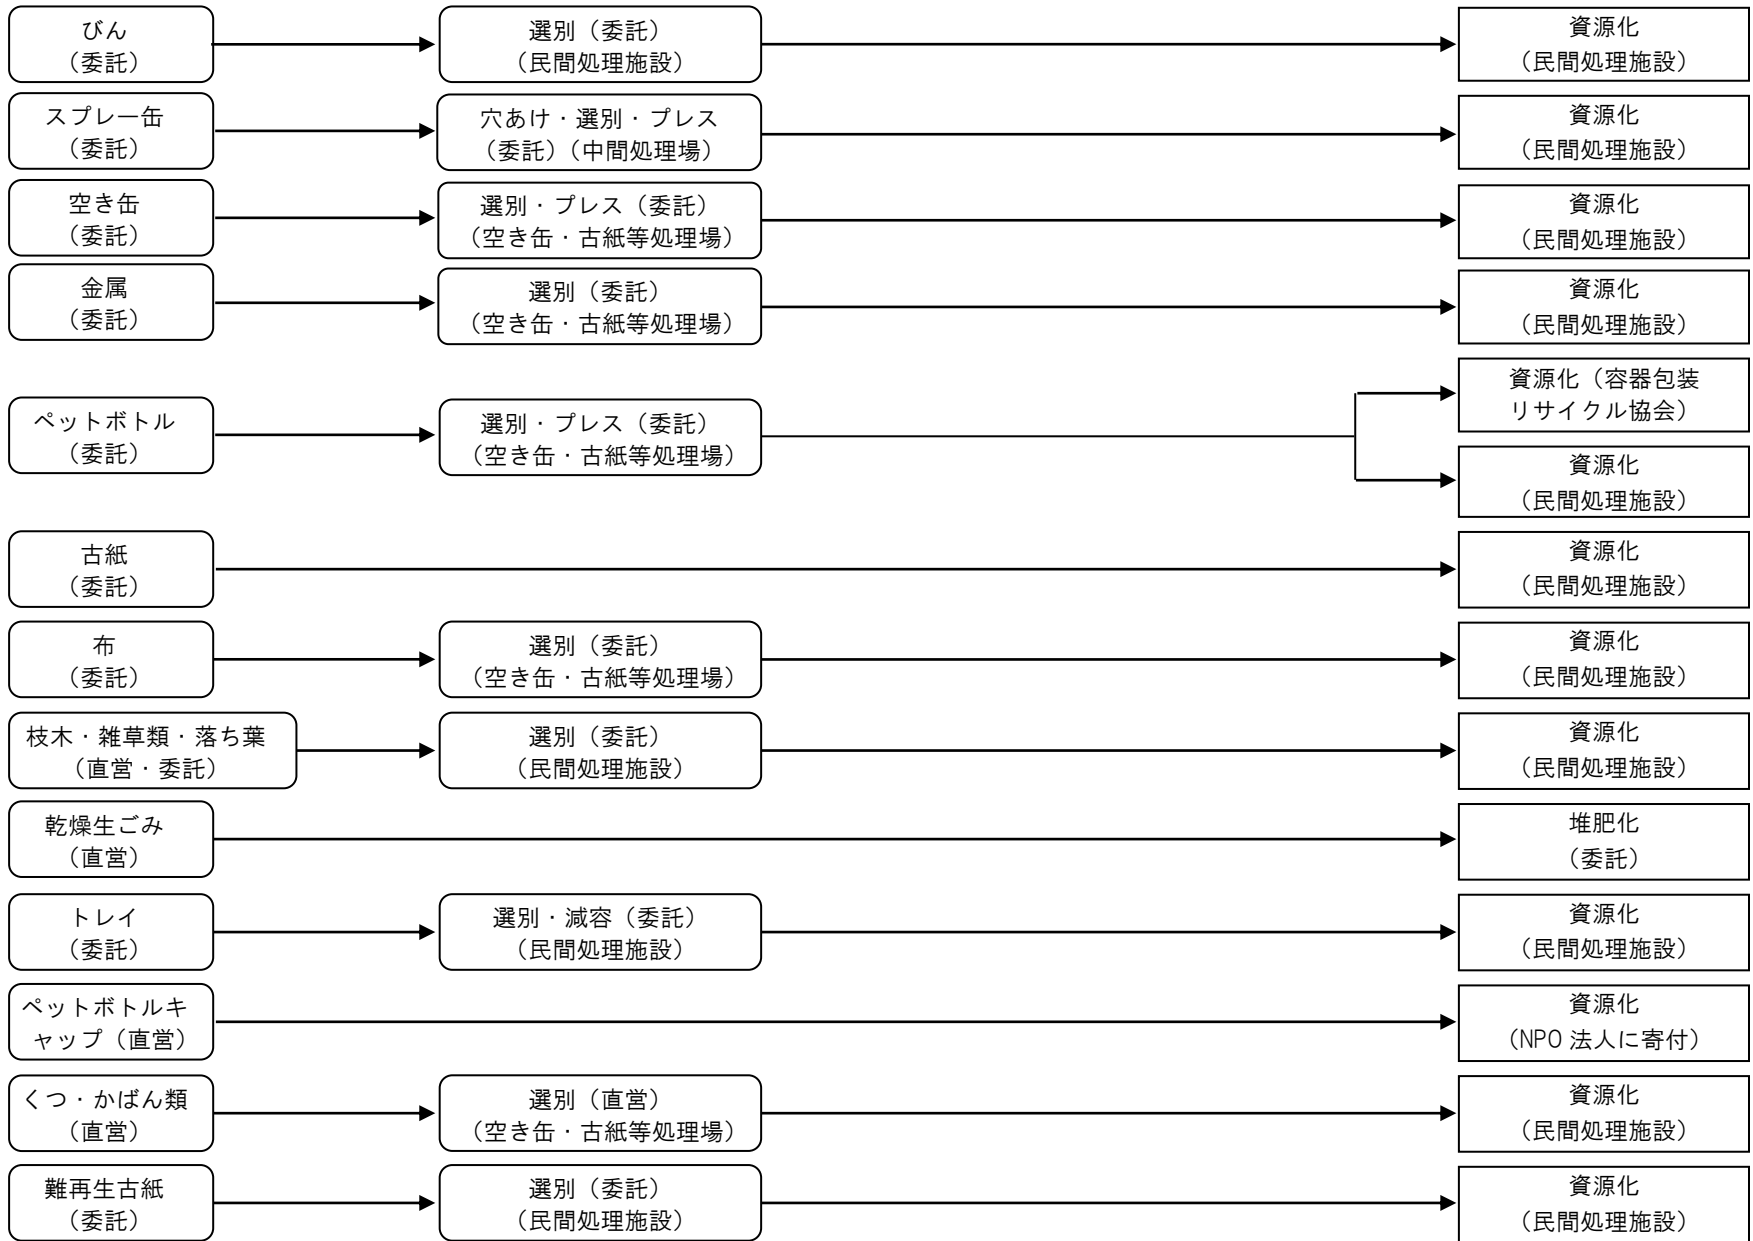 びん
（委託）
選別（委託）
（民間処理施設）
資源化
（民間処理施設）
スプレー缶
（委託）
穴あけ・選別・プレス
（委託）（中間処理場）
資源化
（民間処理施設）
空き缶
（委託）
選別・プレス（委託）
（空き缶・古紙等処理場）
資源化
（民間処理施設）
金属
（委託）
選別（委託）
（空き缶・古紙等処理場）
資源化
（民間処理施設）
ペットボトル
（委託）
選別・プレス（委託）
（空き缶・古紙等処理場）
資源化（容器包装
リサイクル協会）
資源化
（民間処理施設）
古紙
（委託）
資源化
（民間処理施設）
布
（委託）
選別（委託）
（空き缶・古紙等処理場）
資源化
（民間処理施設）
枝木・雑草類・落ち葉
（直営・委託）
選別（委託）
（民間処理施設）
資源化
（民間処理施設）
乾燥生ごみ
（直営）
堆肥化
（委託）
トレイ
（委託）
選別・減容（委託）
（民間処理施設）
資源化
（民間処理施設）
ペットボトルキ
ャップ（直営）
資源化
（NPO 法人に寄付）
くつ・かばん類
（直営）
選別（直営）
（空き缶・古紙等処理場）
資源化
（民間処理施設）
難再生古紙
（委託）
選別（委託）
（民間処理施設）
資源化
（民間処理施設）